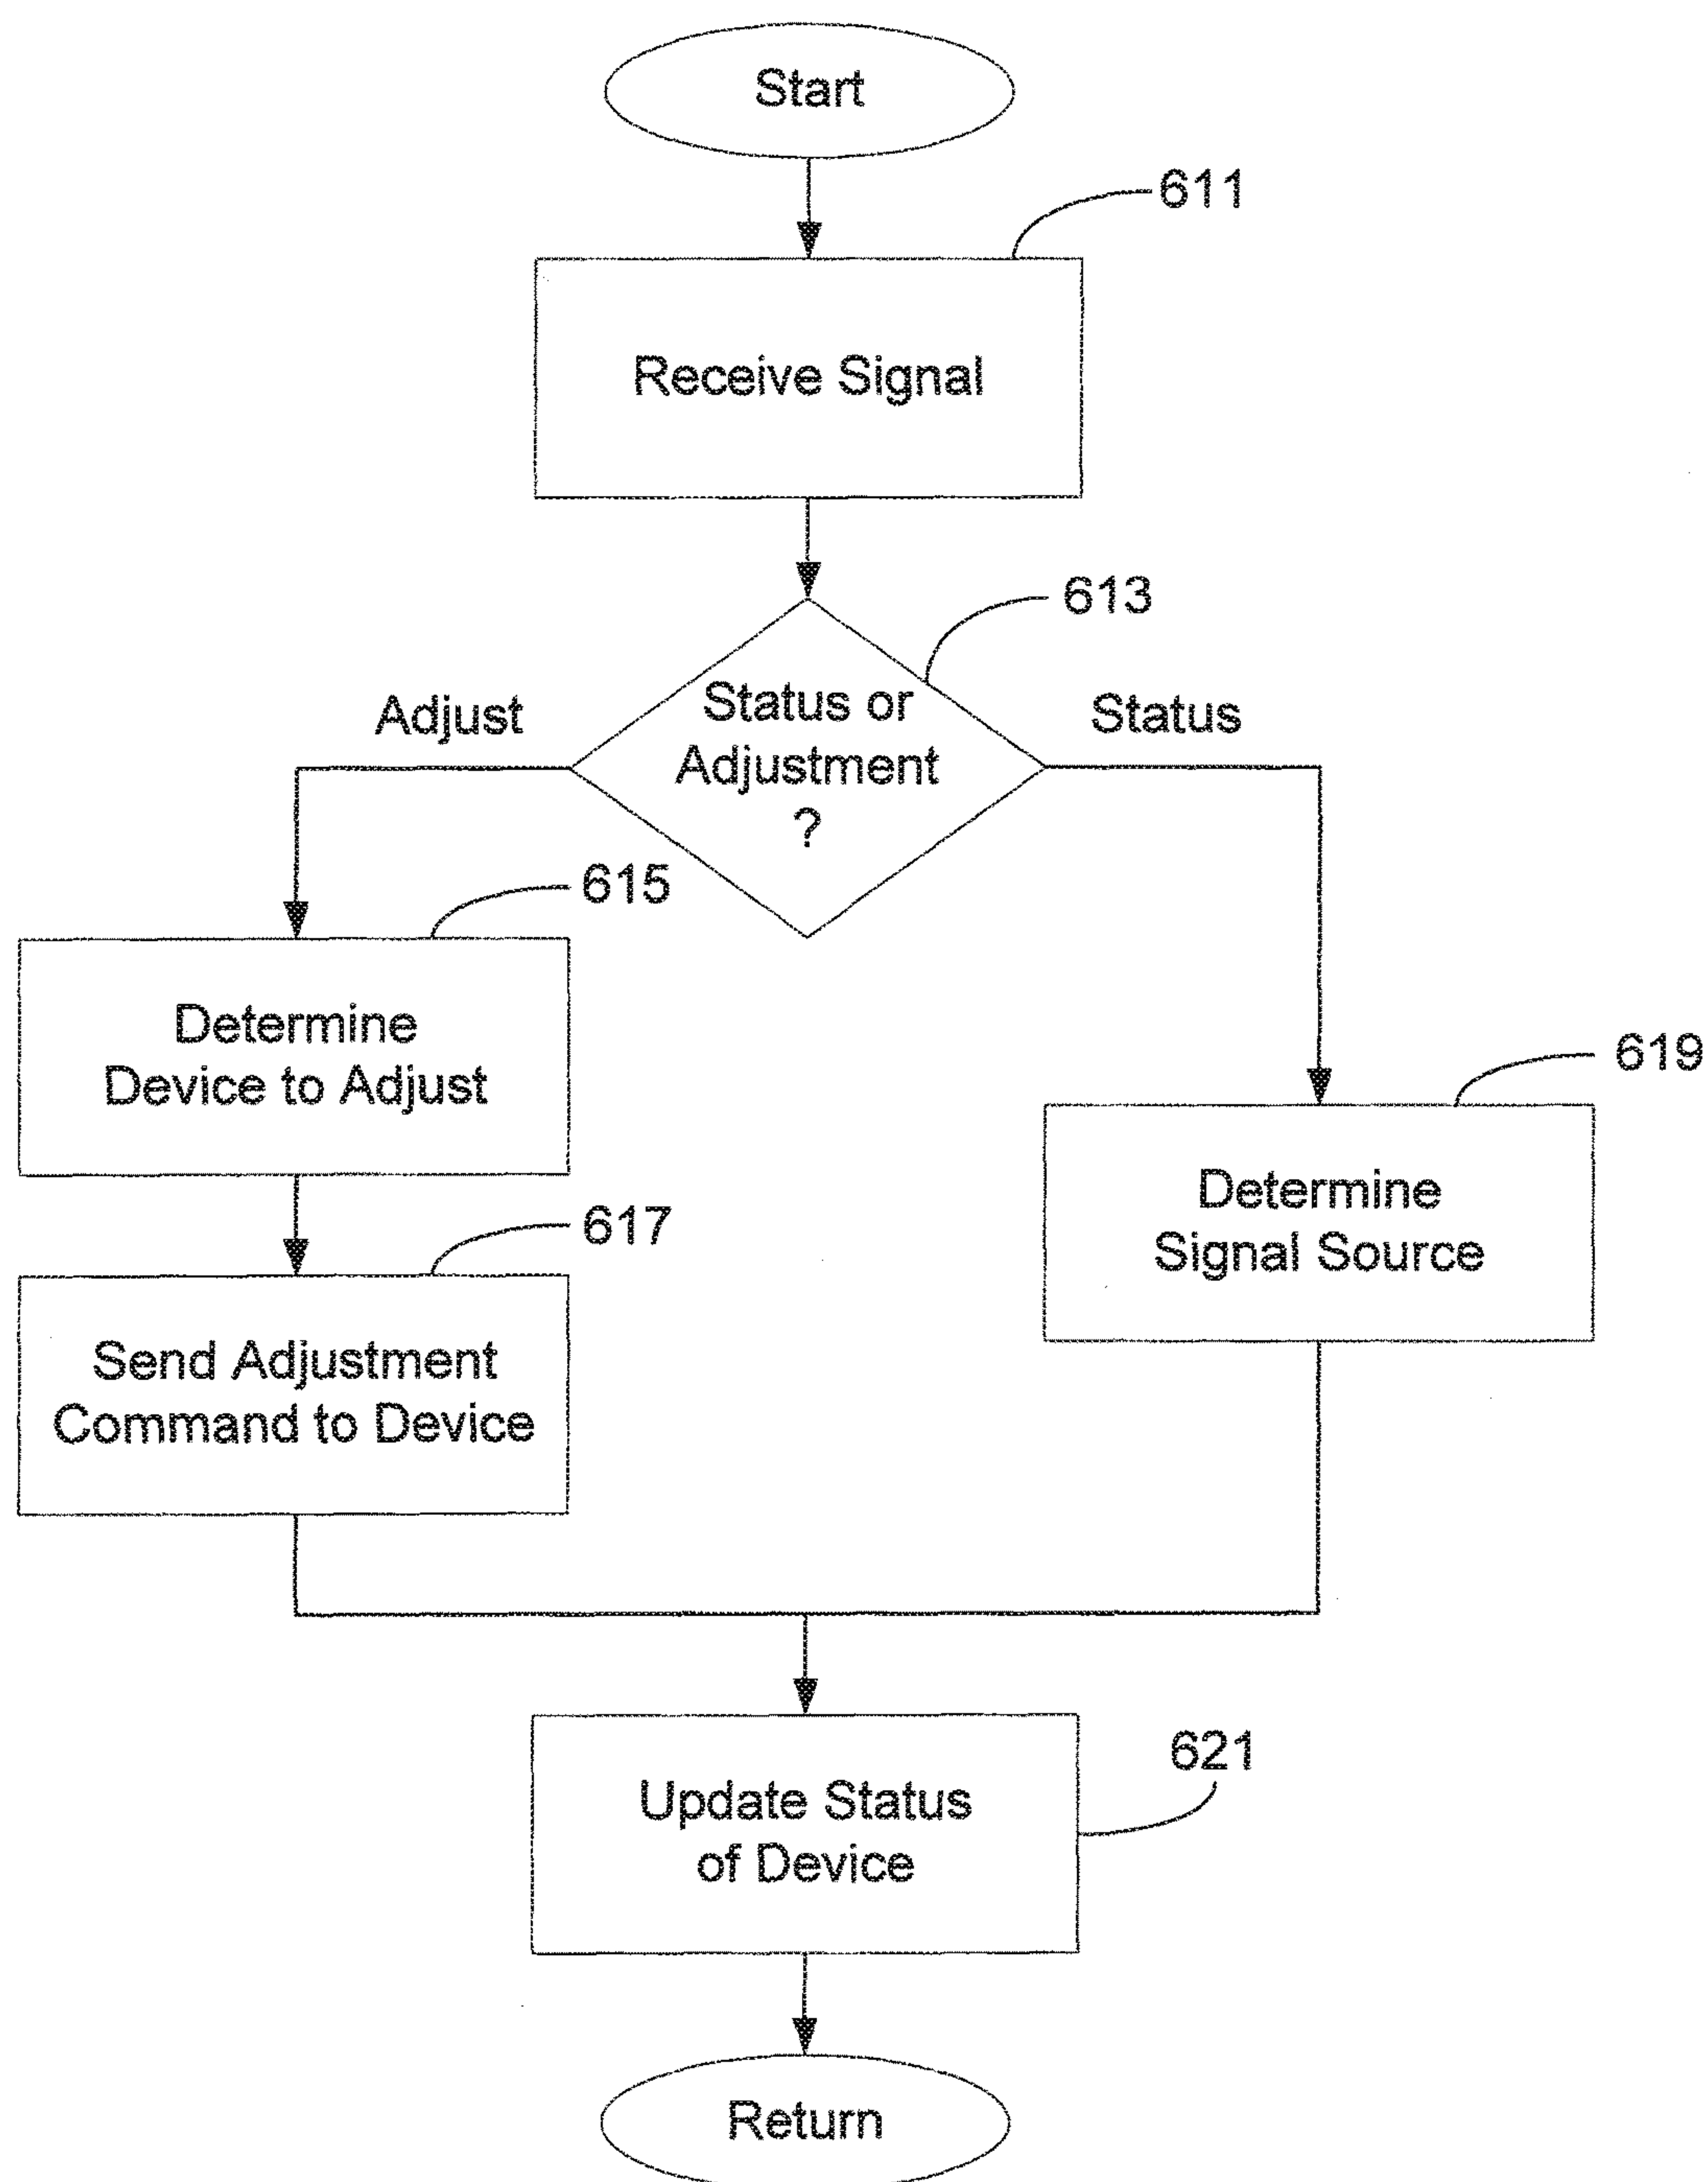 Start
611
Receive Signal
613
Status or
Adjustment
?
Adjust
Status
615
Determine
Device to Adjust
619
Determine
Signal Source
617
Send Adjustment
Command to Device
621
Update Status
of Device
Return